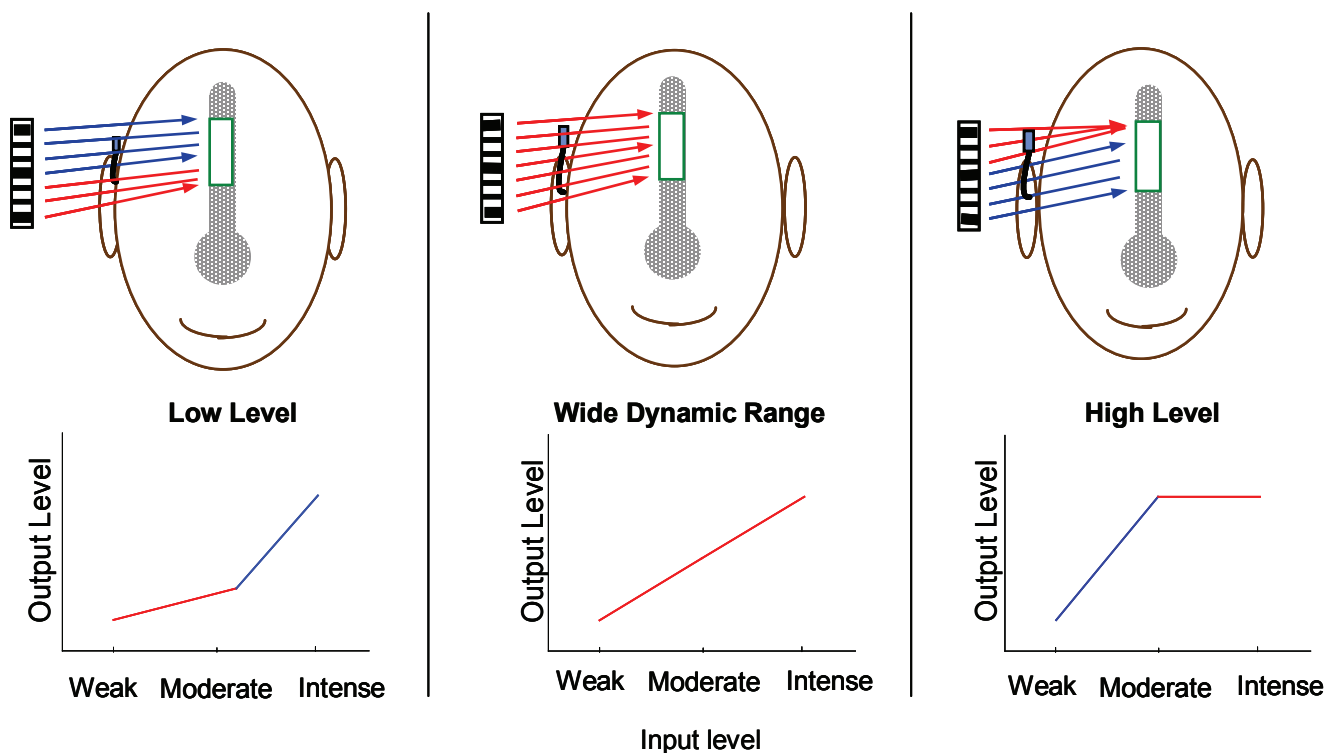 Low Level
Wide Dynamic Range
High Level
Output Level
Output Level
Output Level
Weak Moderate Intense
Weak Moderate Intense
Weak Moderate Intense
Input level